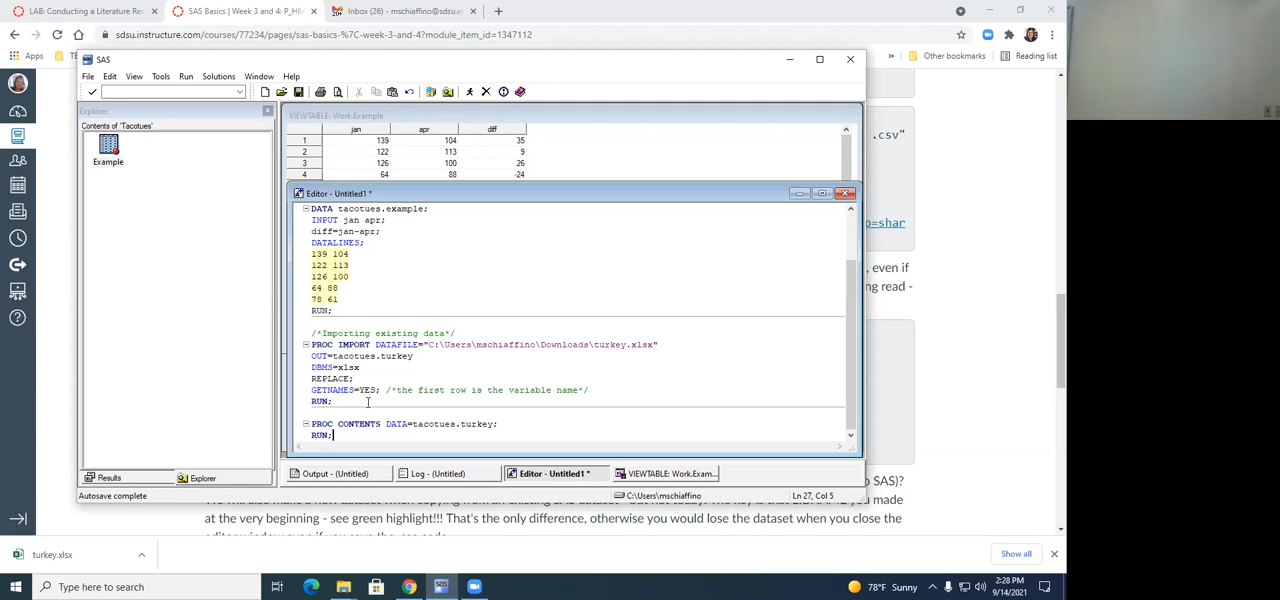 LAB: Conducting a Literature Re
SAS Basics | Week 3 and 4: P_H6
Inbox (26) - mschiaffino@sdsu.e
sdsu.instructure.com/courses/77234/pages/sas-basics-%7C-week-3-and-4?module_item_id=1347112
Apps
TE
»
Other bookmarks
Reading list
SAS
File Edit View Tools Run Solutions Window Help
Explorer
Contents of 'Tacotues'
Example
VIEWTABLE: Work.Example
jan apr diff
1 139 104 35
2 122 113 9
3 126 100 26
4 64 88 -24
Editor - Untitled1 *
DATA tacotues.example;
INPUT jan apr;
diff=jan-apr;
DATALINES;
139 104
122 113
126 100
64 88
78 61
RUN;
/*Importing existing data*/
PROC IMPORT DATAFILE="C:\Users\mschiaffino\Downloads\turkey.xlsx"
OUT=tacotues.turkey
DBMS=xlsx
REPLACE;
GETNAMES=YES; /*the first row is the variable name*/
RUN;
PROC CONTENTS DATA=tacotues.turkey;
RUN;
.csv"
p=shar
, even if
ng read -
Results
Explorer
Output - (Untitled)
Log - (Untitled)
Editor - Untitled1 *
VIEWTABLE: Work.Exam...
Autosave complete
C:\Users\mschiaffino
Ln 27, Col 5
o SAS)?
you made
at the very beginning - see green highlight!!! That's the only difference, otherwise you would lose the dataset when you close the
turkey.xlsx
Show all
Type here to search
78°F Sunny
2:28 PM
9/14/2021